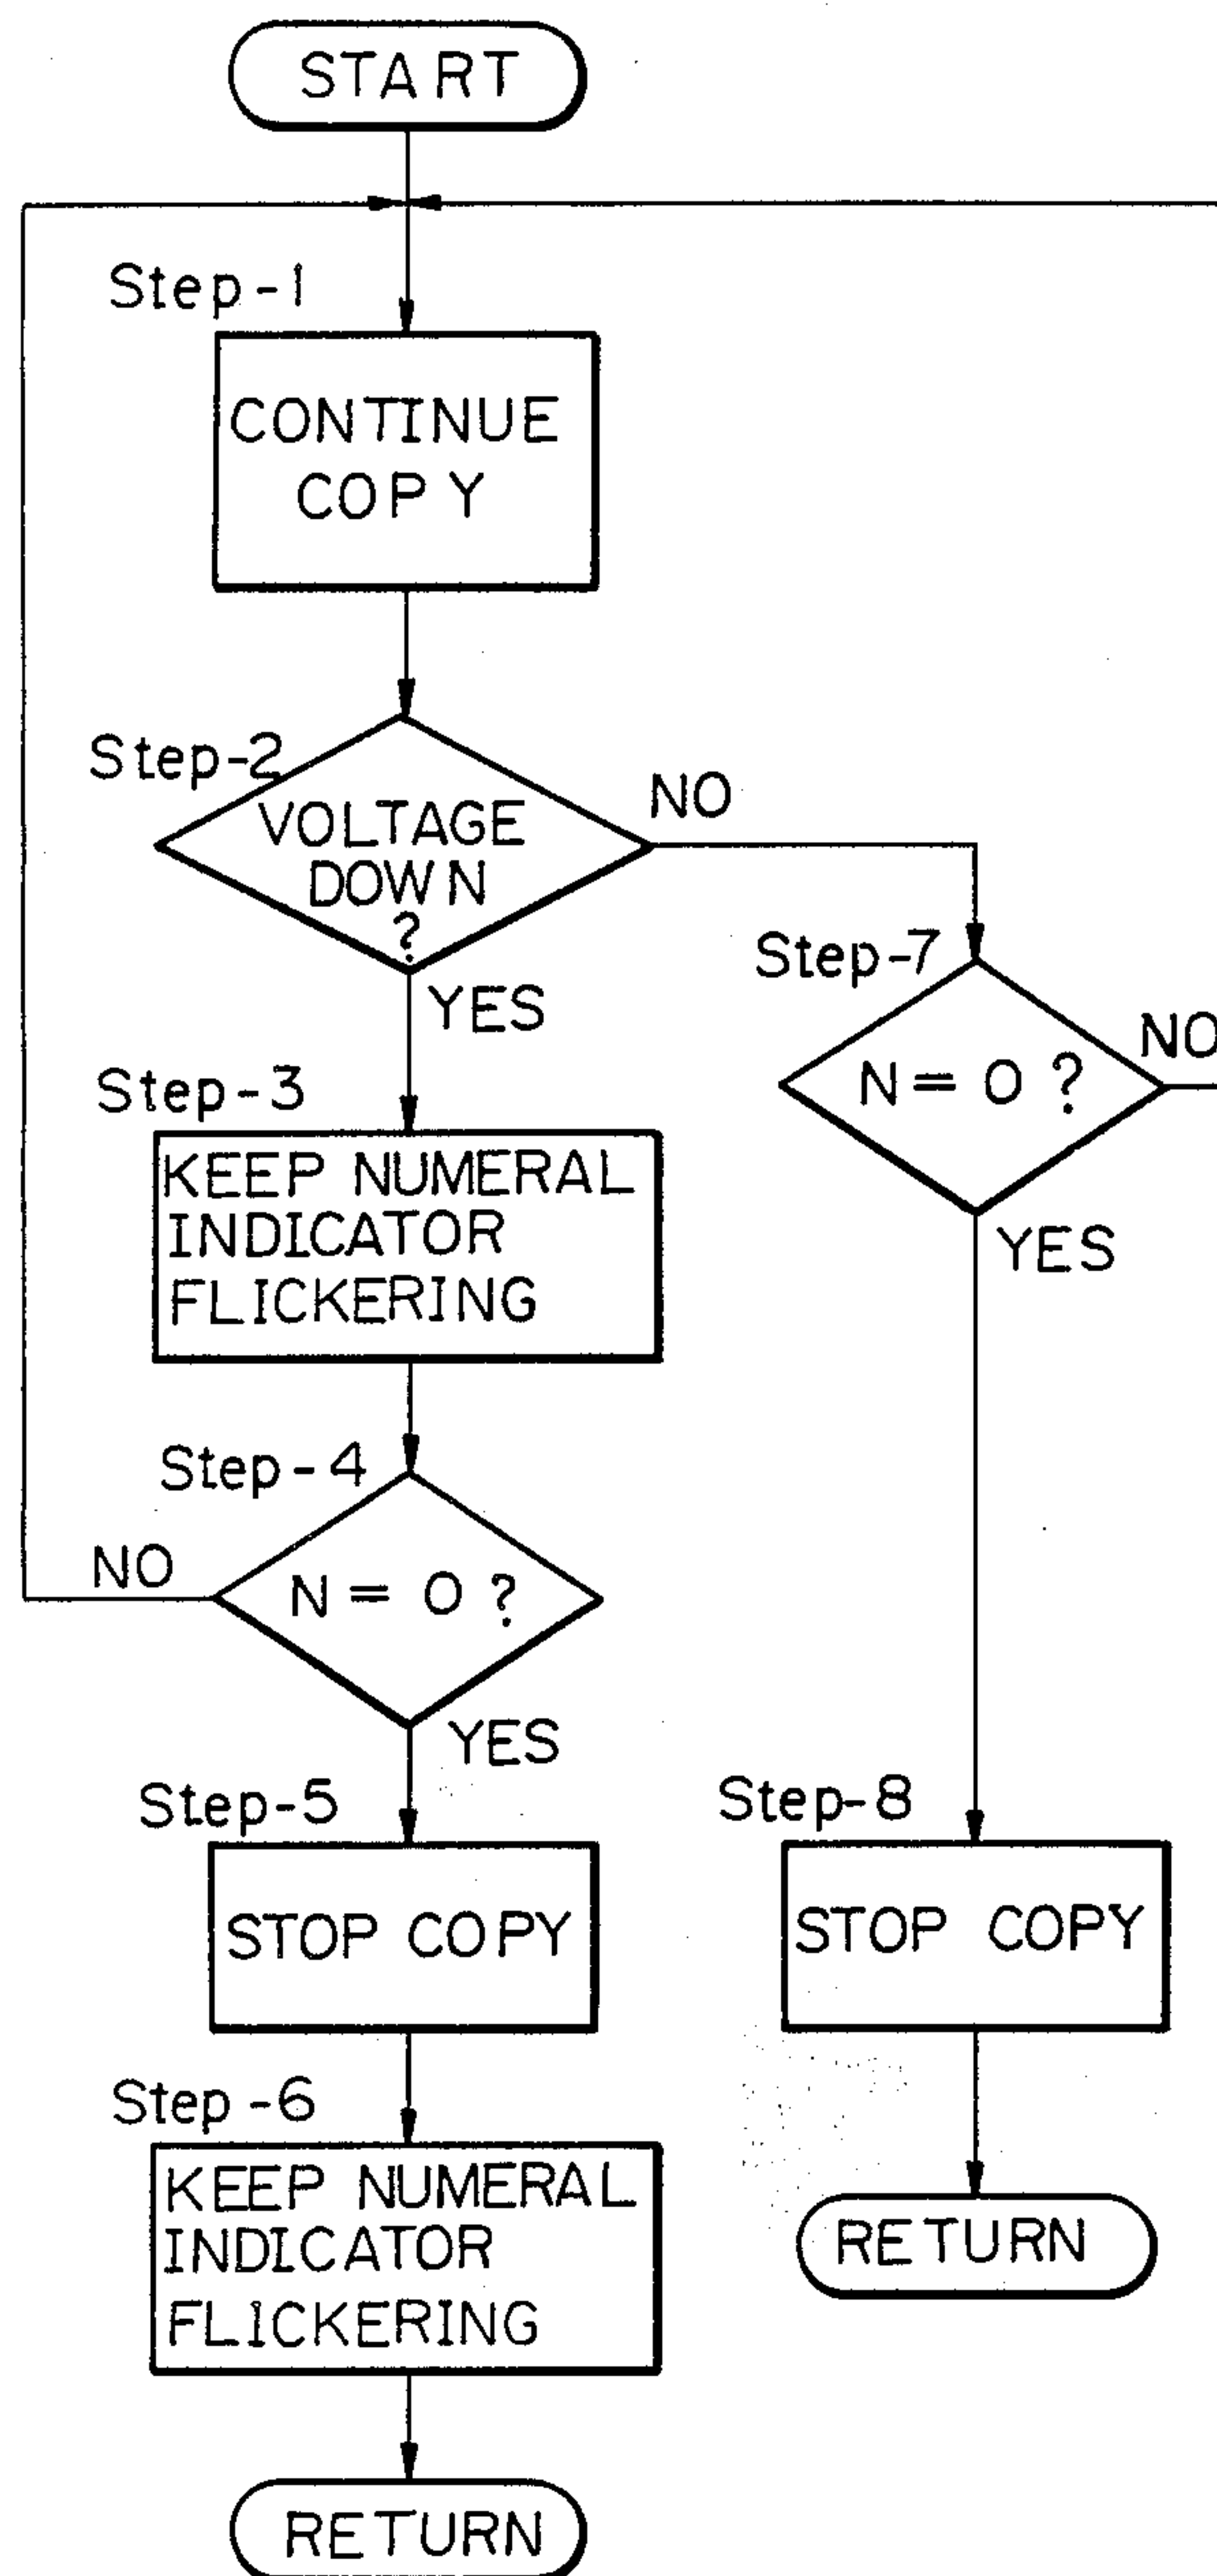 START
Step-1
CONTINUE
COPY
Step-2
VOLTAGE
DOWN
?
NO
YES
Step-7
N = 0 ?
NO
YES
Step-3
KEEP NUMERAL
INDICATOR
FLICKERING
Step-4
N = 0 ?
NO
YES
Step-5
STOP COPY
Step-8
STOP COPY
Step-6
KEEP NUMERAL
INDICATOR
FLICKERING
RETURN
RETURN